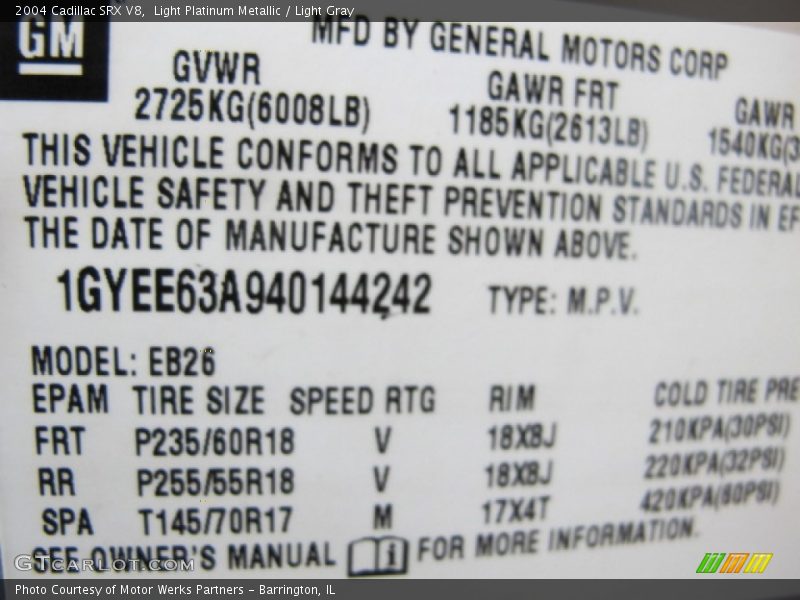 2004 Cadillac SRX V8,  Light Platinum Metallic / Light Gray
GM
MFD BY GENERAL MOTORS CORP
GVWR GAWR FRT GAWR
2725KG(6008LB) 1185KG(2613LB) 1540KG(3
THIS VEHICLE CONFORMS TO ALL APPLICABLE U.S. FEDERAL
VEHICLE SAFETY AND THEFT PREVENTION STANDARDS IN EF
THE DATE OF MANUFACTURE SHOWN ABOVE.
1GYEE63A940144242 TYPE: M.P.V.
MODEL: EB26
EPAM TIRE SIZE SPEED RTG RIM COLD TIRE PRE
FRT P235/60R18 V 18X8J 210KPA(30PSI)
RR P255/55R18 V 18X8J 220KPA(32PSI)
SPA T145/70R17 M 17X4T 420KPA(60PSI)
SEE OWNER'S MANUAL i FOR MORE INFORMATION.
GTCARLOT.COM
Photo Courtesy of Motor Werks Partners - Barrington, IL